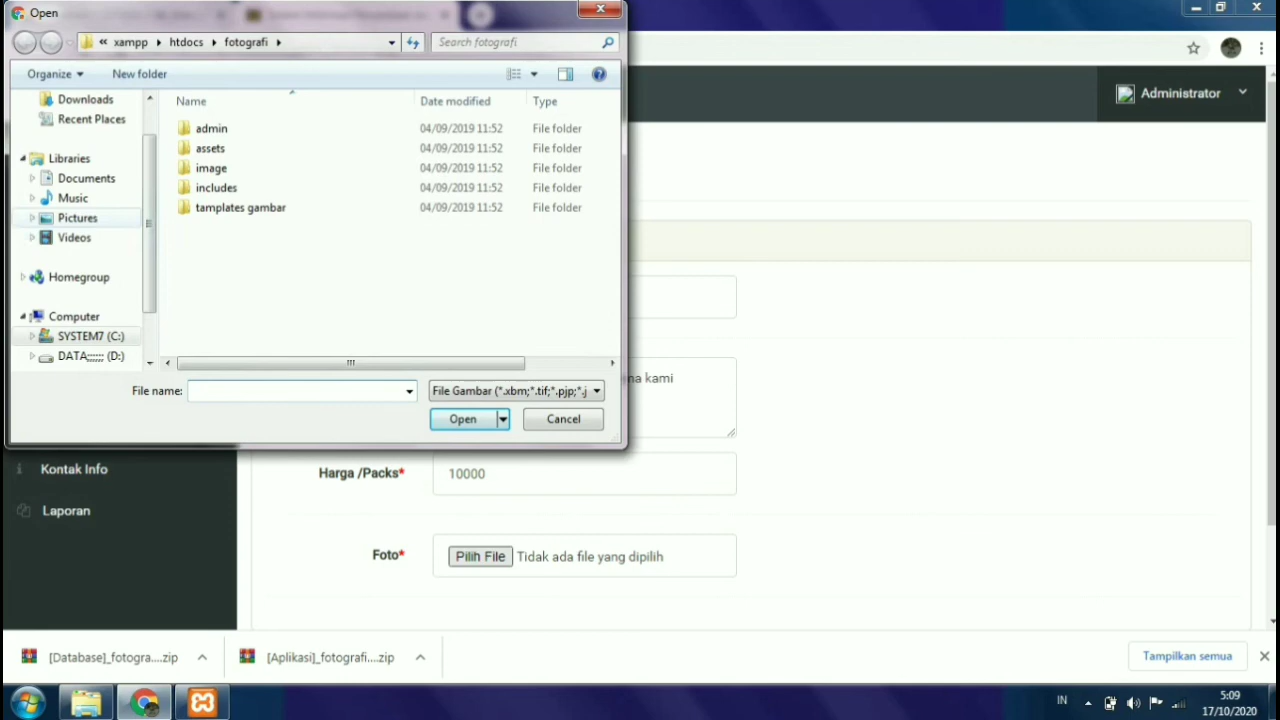 Open
« xampp htdocs fotografi
Search fotografi
Organize
New folder
Administrator
Name
Date modified
Type
Downloads
Recent Places
Libraries
Documents
Music
Pictures
Videos
Homegroup
Computer
SYSTEM7 (C:)
DATA;;;;;; (D:)
admin 04/09/2019 11:52 File folder
assets 04/09/2019 11:52 File folder
image 04/09/2019 11:52 File folder
includes 04/09/2019 11:52 File folder
tamplates gambar 04/09/2019 11:52 File folder
File name:
File Gambar (*.xbm;*.tif;*.pjp;*.j
Open
Cancel
kami
Kontak Info
Laporan
Harga /Packs*
10000
Foto*
Pilih File Tidak ada file yang dipilih
[Database]_fotogra....zip
[Aplikasi]_fotografi....zip
Tampilkan semua
IN
5:09
17/10/2020